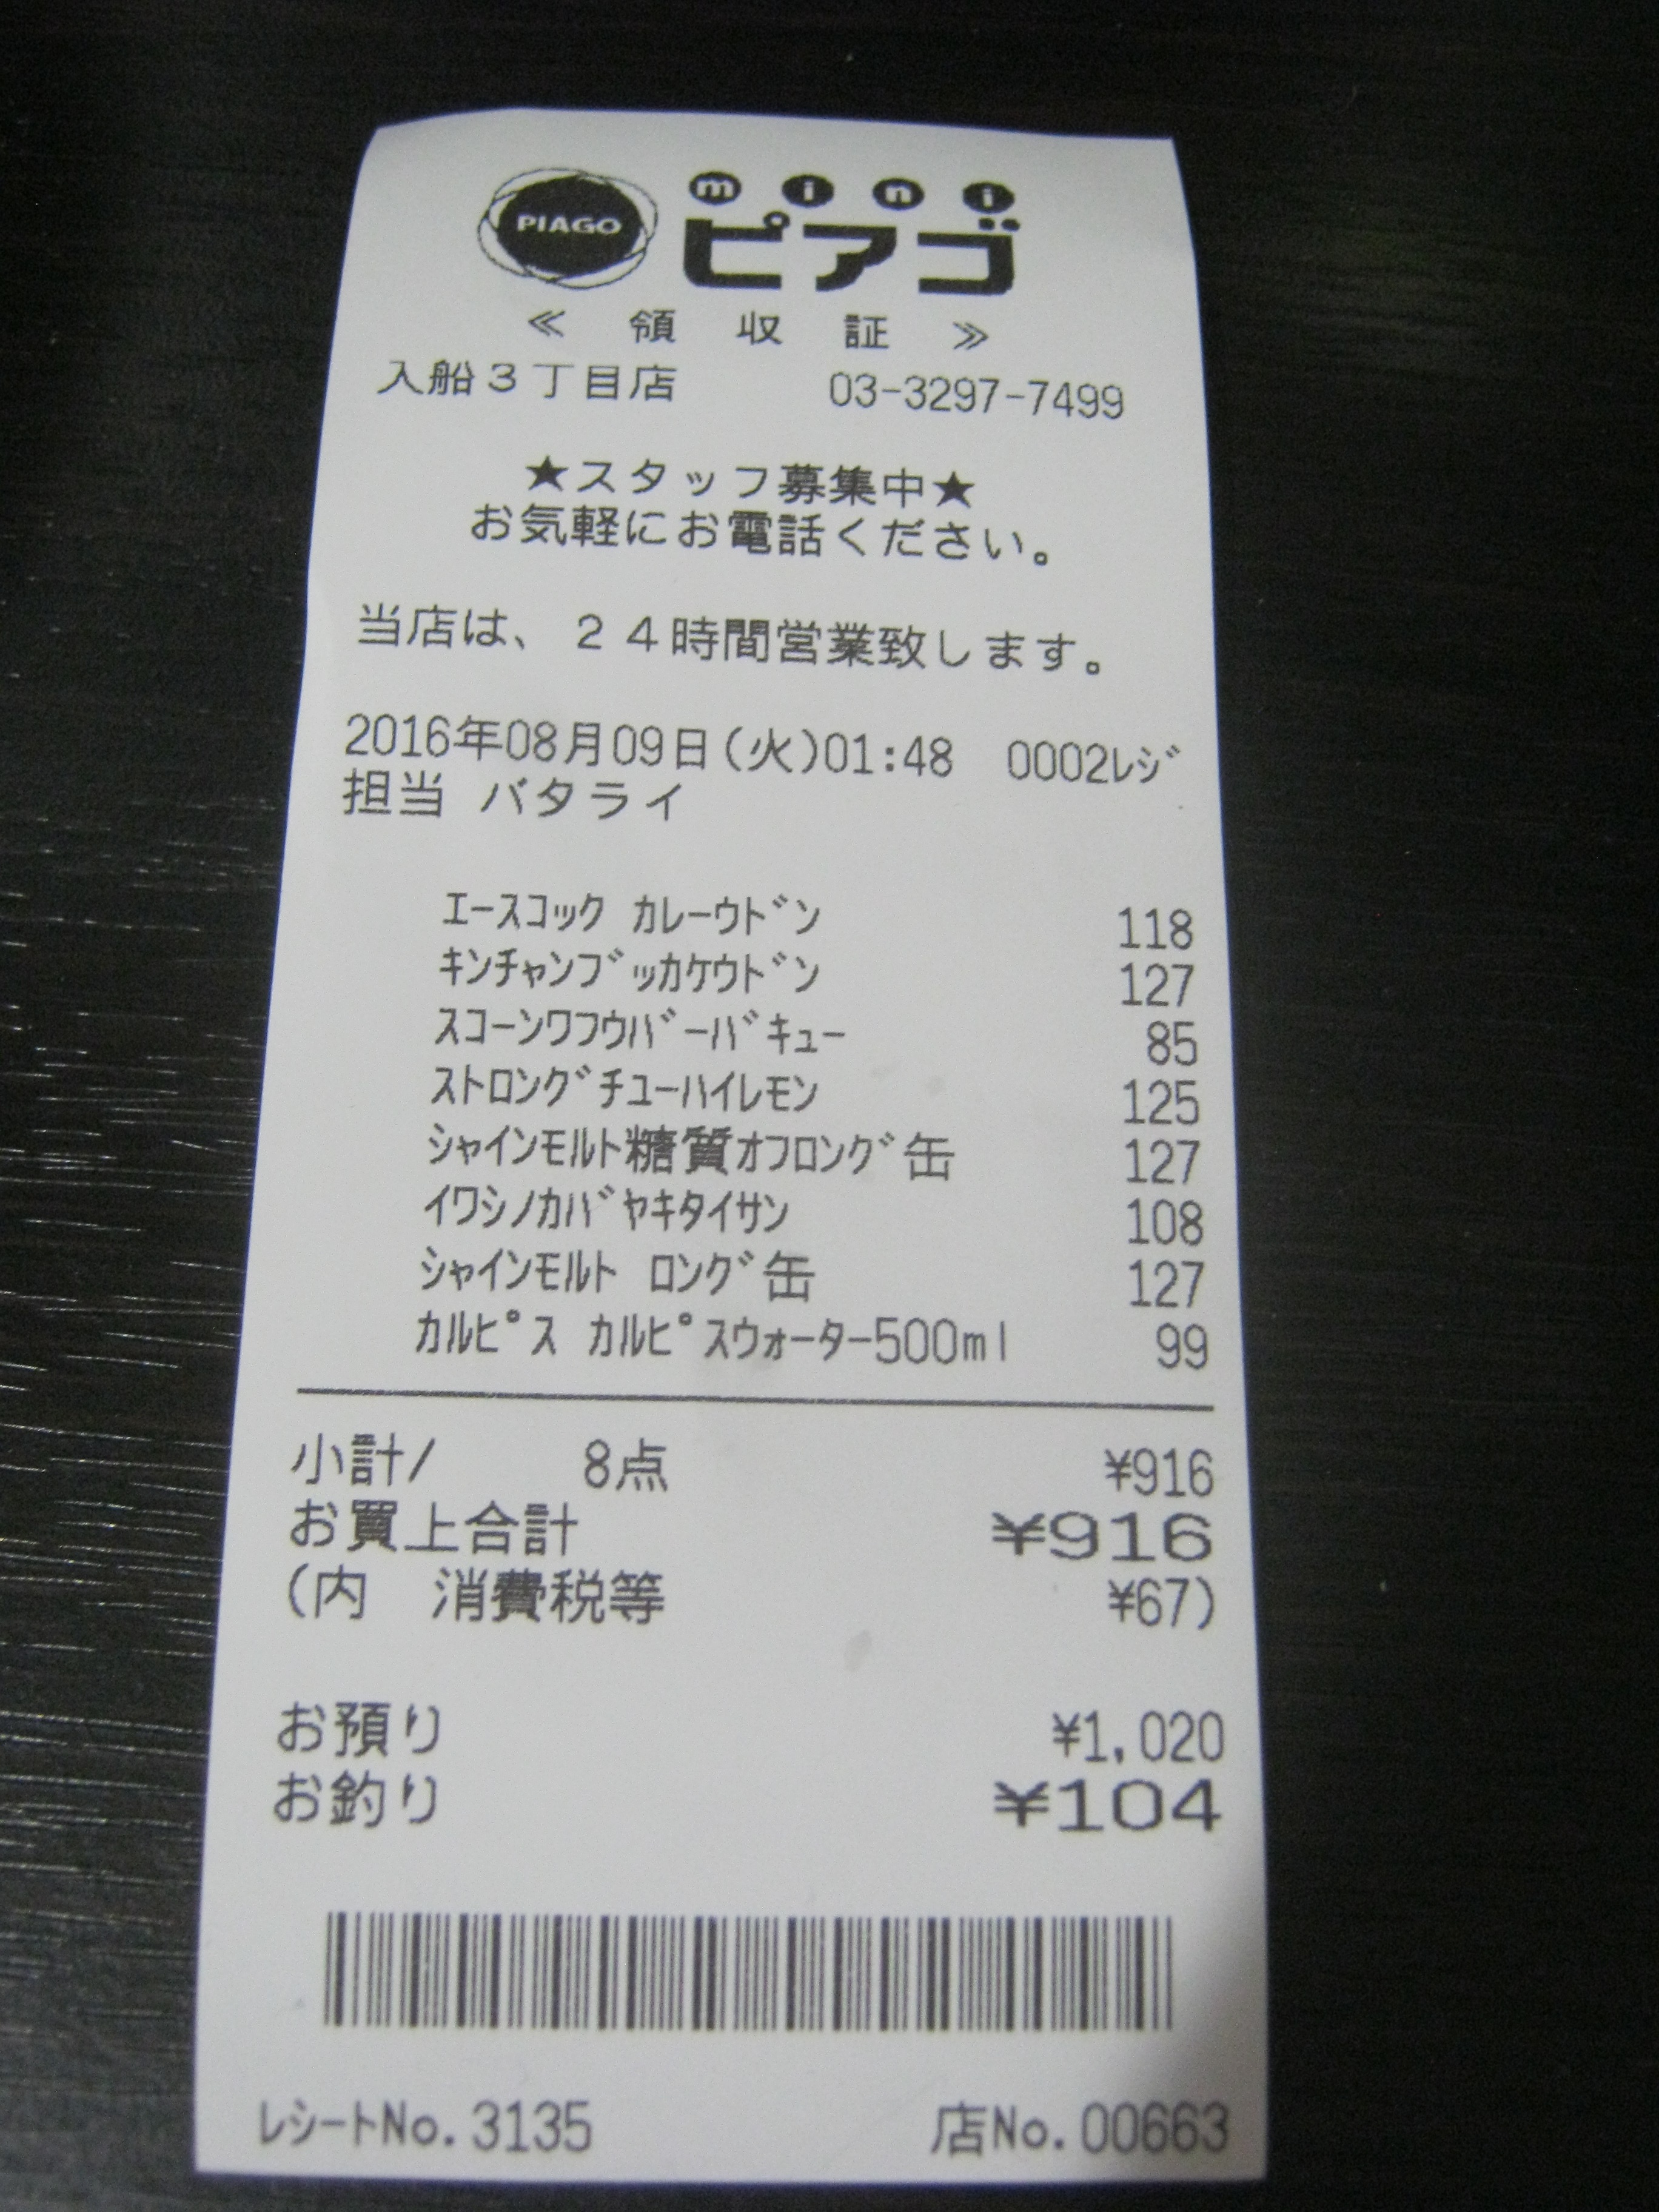 PIAGO mini ピアゴ
≪ 領 収 証 ≫
入船３丁目店 03-3297-7499
★スタッフ募集中★
お気軽にお電話ください。
当店は、２４時間営業致します。
2016年08月09日(火)01:48 0002ﾚｼﾞ
担当 バタライ
ｴｰｽｺｯｸ ｶﾚｰｳﾄﾞﾝ 118
ｷﾝﾁｬﾝﾌﾞｯｶｹｳﾄﾞﾝ 127
ｽｺｰﾝﾜﾌｳﾊﾞｰﾊﾞｷｭｰ 85
ｽﾄﾛﾝｸﾞﾁｭｰﾊｲﾚﾓﾝ 125
ｼｬｲﾝﾓﾙﾄ糖質ｵﾌﾛﾝｸﾞ缶 127
ｲﾜｼﾉｶﾊﾞﾔｷﾀｲｻﾝ 108
ｼｬｲﾝﾓﾙﾄ ﾛﾝｸﾞ缶 127
ｶﾙﾋﾟｽ ｶﾙﾋﾟｽｳｫｰﾀｰ500ml 99
小計/ 8点 ¥916
お買上合計 ¥916
(内 消費税等 ¥67)
お預り ¥1,020
お釣り ¥104
ﾚｼｰﾄNo.3135 店No.00663